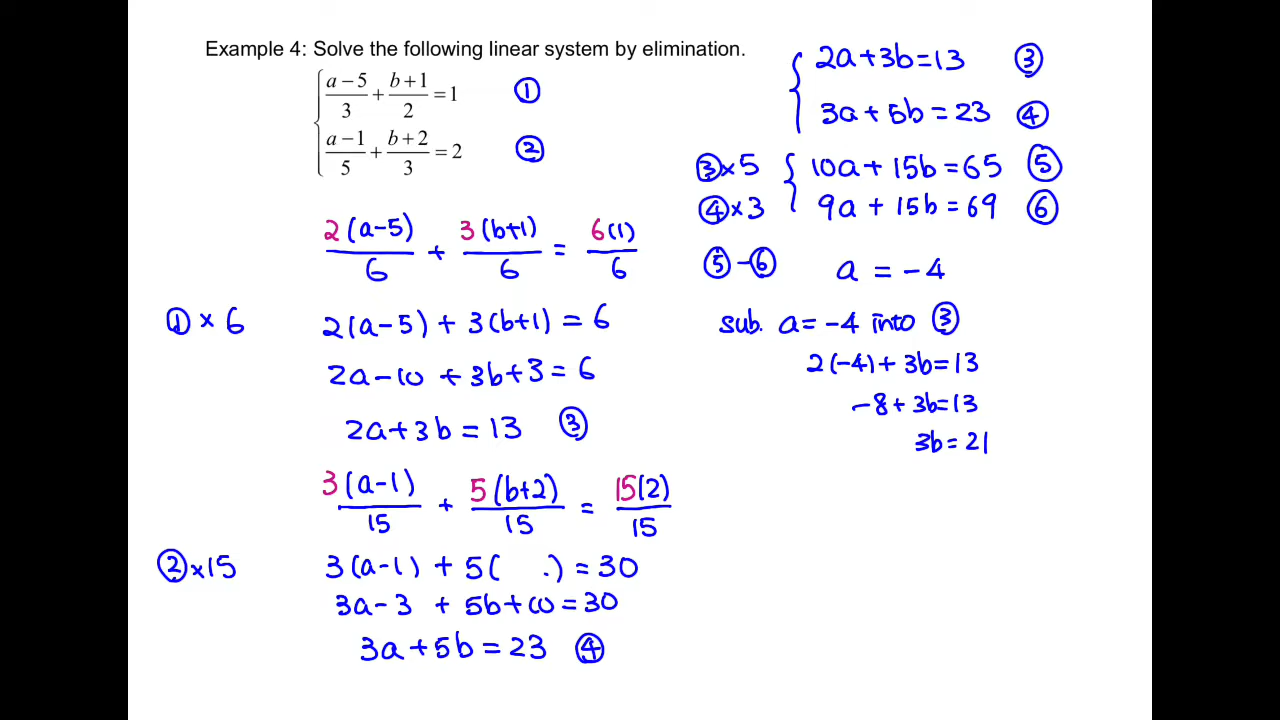 Example 4: Solve the following linear system by elimination.
{ (a−5)/3 + (b+1)/2 = 1 ①
{ (a−1)/5 + (b+2)/3 = 2 ②
2(a−5)/6 + 3(b+1)/6 = 6(1)/6
① × 6 2(a−5) + 3(b+1) = 6
2a−10 + 3b+3 = 6
2a+3b = 13 ③
3(a−1)/15 + 5(b+2)/15 = 15(2)/15
② ×15 3(a−1) + 5( .) = 30
3a−3 + 5b+10 = 30
3a+5b = 23 ④
{ 2a+3b=13 ③
{ 3a+5b=23 ④
③×5 { 10a+15b=65 ⑤
④×3 { 9a+15b=69 ⑥
⑤−⑥ a = −4
sub. a= −4 into ③
2(−4)+3b=13
−8+3b=13
3b=21